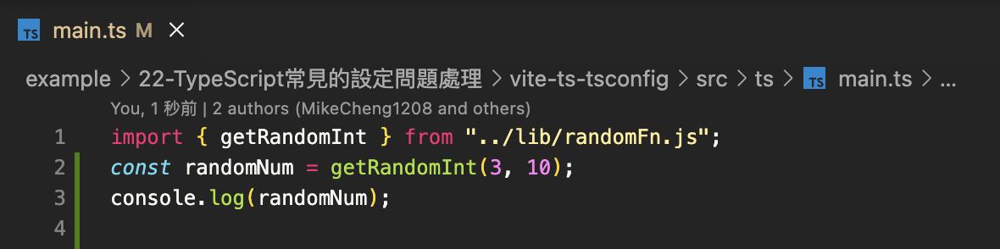 TS main.ts M ×
example > 22-TypeScript常見的設定問題處理 > vite-ts-tsconfig > src > ts > TS main.ts > ...
You, 1 秒前 | 2 authors (MikeCheng1208 and others)
1 import { getRandomInt } from "../lib/randomFn.js";
2 const randomNum = getRandomInt(3, 10);
3 console.log(randomNum);
4